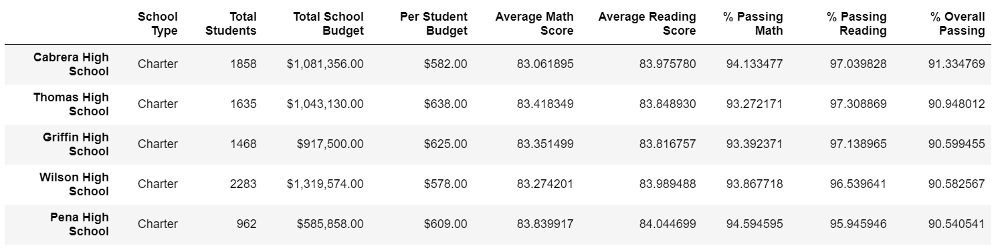 School Total Total School Per Student Average Math Average Reading % Passing % Passing % Overall
Type Students Budget Budget Score Score Math Reading Passing
Cabrera High
School Charter 1858 $1,081,356.00 $582.00 83.061895 83.975780 94.133477 97.039828 91.334769
Thomas High
School Charter 1635 $1,043,130.00 $638.00 83.418349 83.848930 93.272171 97.308869 90.948012
Griffin High
School Charter 1468 $917,500.00 $625.00 83.351499 83.816757 93.392371 97.138965 90.599455
Wilson High
School Charter 2283 $1,319,574.00 $578.00 83.274201 83.989488 93.867718 96.539641 90.582567
Pena High
School Charter 962 $585,858.00 $609.00 83.839917 84.044699 94.594595 95.945946 90.540541